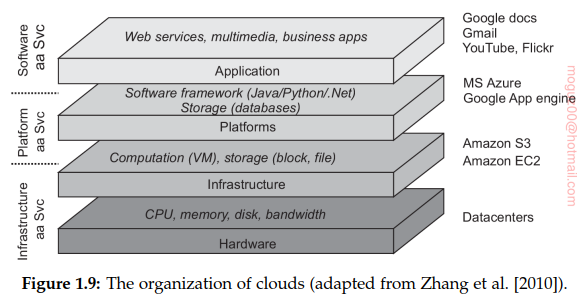 Software
aa Svc
Web services, multimedia, business apps
Application
Google docs
Gmail
YouTube, Flickr
Platform
aa Svc
Software framework (Java/Python/.Net)
Storage (databases)
Platforms
MS Azure
Google App engine
Infrastructure
aa Svc
Computation (VM), storage (block, file)
Infrastructure
Amazon S3
Amazon EC2
CPU, memory, disk, bandwidth
Hardware
Datacenters
00@hotmail.com
Figure 1.9: The organization of clouds (adapted from Zhang et al. [2010]).